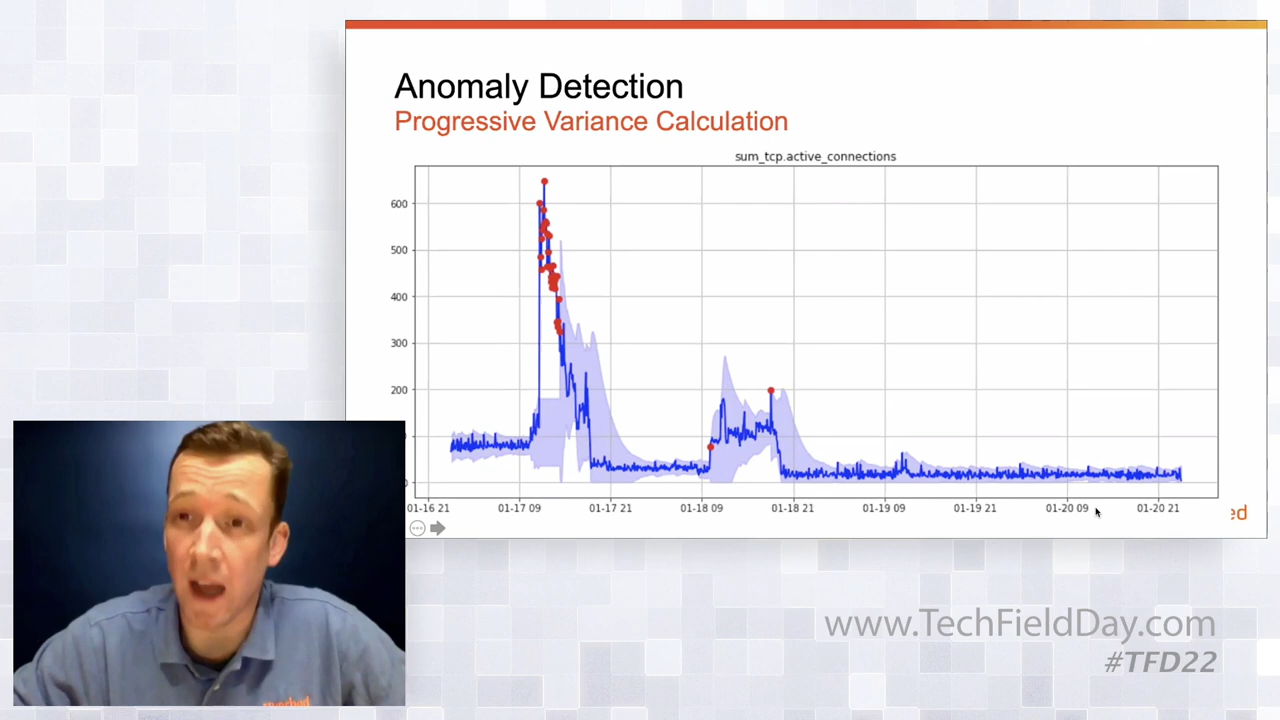 Anomaly Detection
Progressive Variance Calculation
sum_tcp.active_connections
600
500
400
300
200
01-16 21
01-17 09
01-17 21
01-18 09
01-18 21
01-19 09
01-19 21
01-20 09
01-20 21
ed
www.TechFieldDay.com
#TFD22